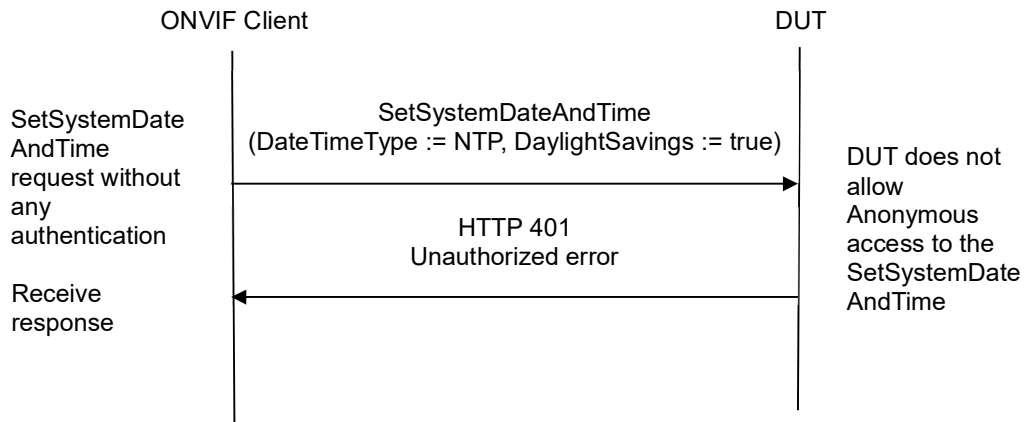 ONVIF Client
DUT
SetSystemDate
AndTime
request without
any
authentication
SetSystemDateAndTime
(DateTimeType := NTP, DaylightSavings := true)
DUT does not
allow
Anonymous
access to the
SetSystemDate
AndTime
HTTP 401
Unauthorized error
Receive
response